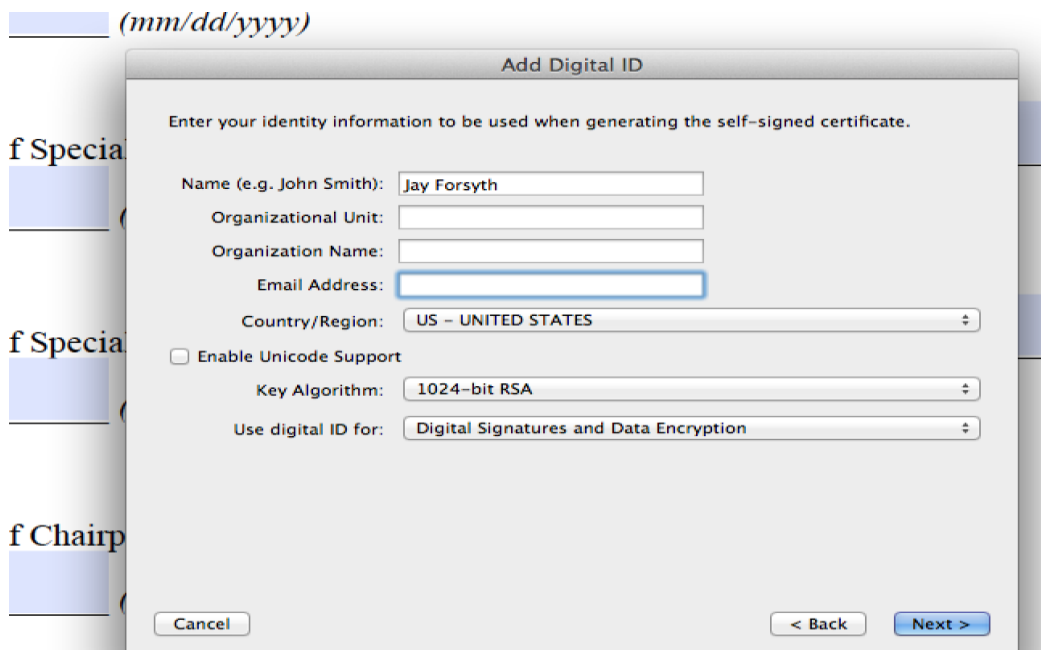 (mm/dd/yyyy)
Add Digital ID
Enter your identity information to be used when generating the self-signed certificate.
f Special
Name (e.g. John Smith): Jay Forsyth
Organizational Unit:
(
Organization Name:
Email Address:
Country/Region: US - UNITED STATES
f Special
Enable Unicode Support
Key Algorithm: 1024-bit RSA
(
Use digital ID for: Digital Signatures and Data Encryption
f Chairp
(
Cancel < Back Next >